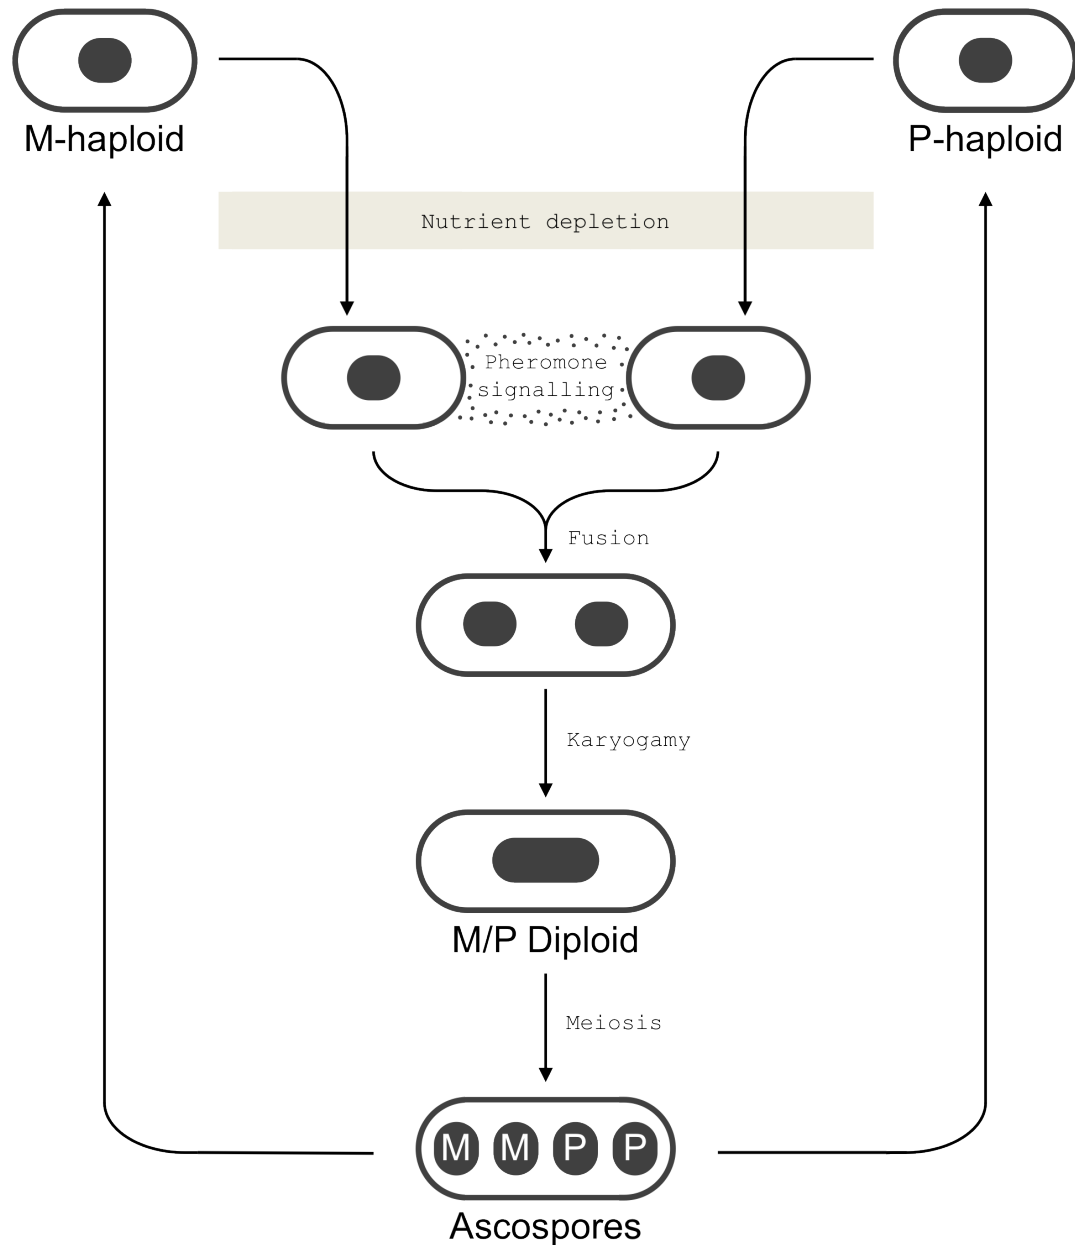 M-haploid
P-haploid
Nutrient depletion
Pheromone
signalling
Fusion
Karyogamy
M/P Diploid
Meiosis
M M P P
Ascospores